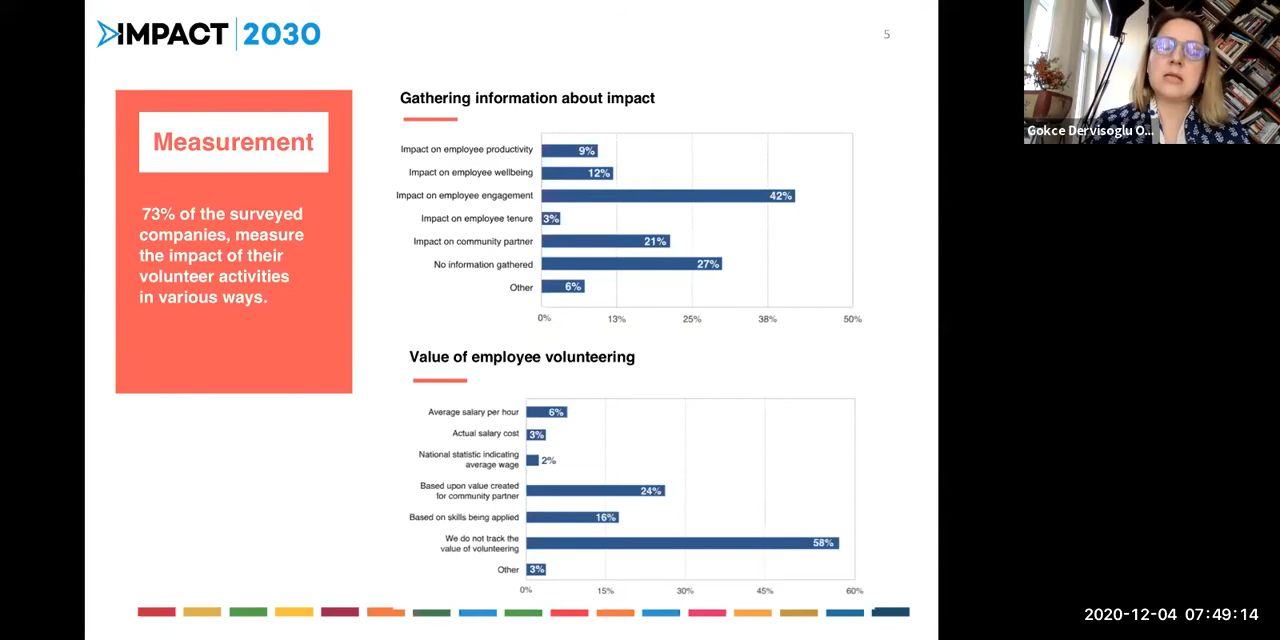 IMPACT 2030
5
Measurement
73% of the surveyed
companies, measure
the impact of their
volunteer activities
in various ways.
Gathering information about impact
Impact on employee productivity 9%
Impact on employee wellbeing 12%
Impact on employee engagement 42%
Impact on employee tenure 3%
Impact on community partner 21%
No information gathered 27%
Other 6%
0% 13% 25% 38% 50%
Value of employee volunteering
Average salary per hour 6%
Actual salary cost 3%
National statistic indicating
average wage 2%
Based upon value created
for community partner 24%
Based on skills being applied 16%
We do not track the
value of volunteering 58%
Other 3%
0% 15% 30% 45% 60%
Gokce Dervisoglu O...
2020-12-04 07:49:14